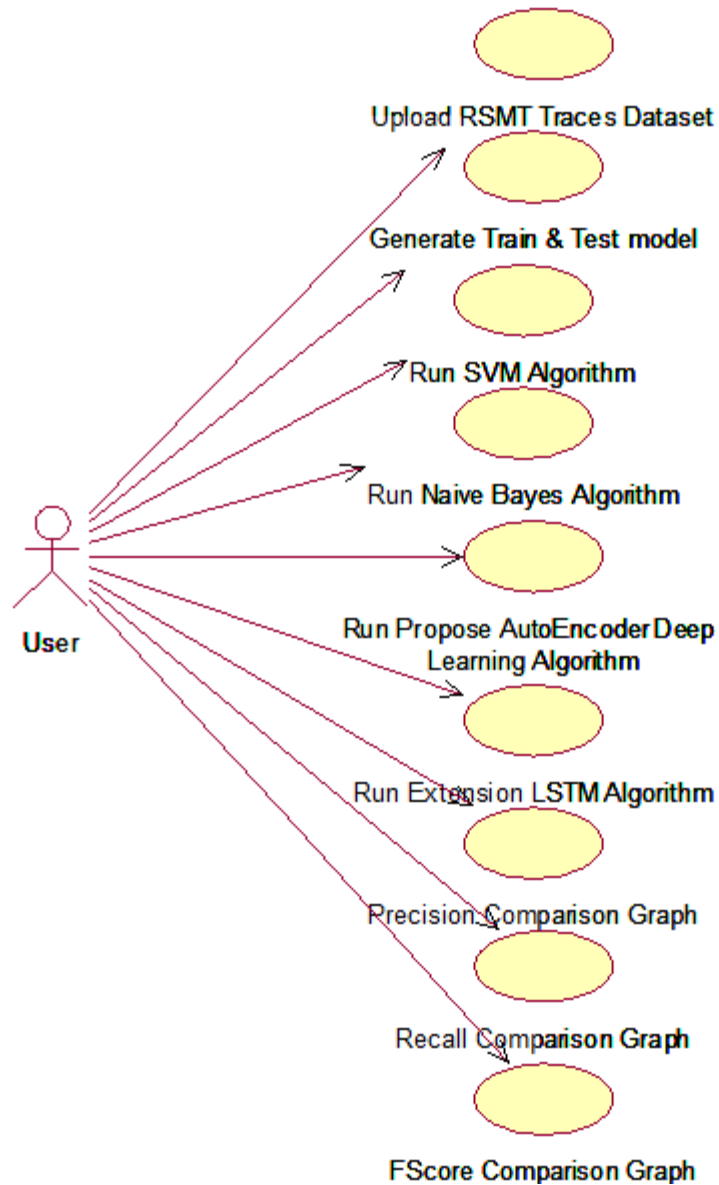 Upload RSMT Traces Dataset
Generate Train & Test model
Run SVM Algorithm
Run Naive Bayes Algorithm
User
Run Propose AutoEncoder Deep
Learning Algorithm
Run Extension LSTM Algorithm
Precision Comparison Graph
Recall Comparison Graph
FScore Comparison Graph